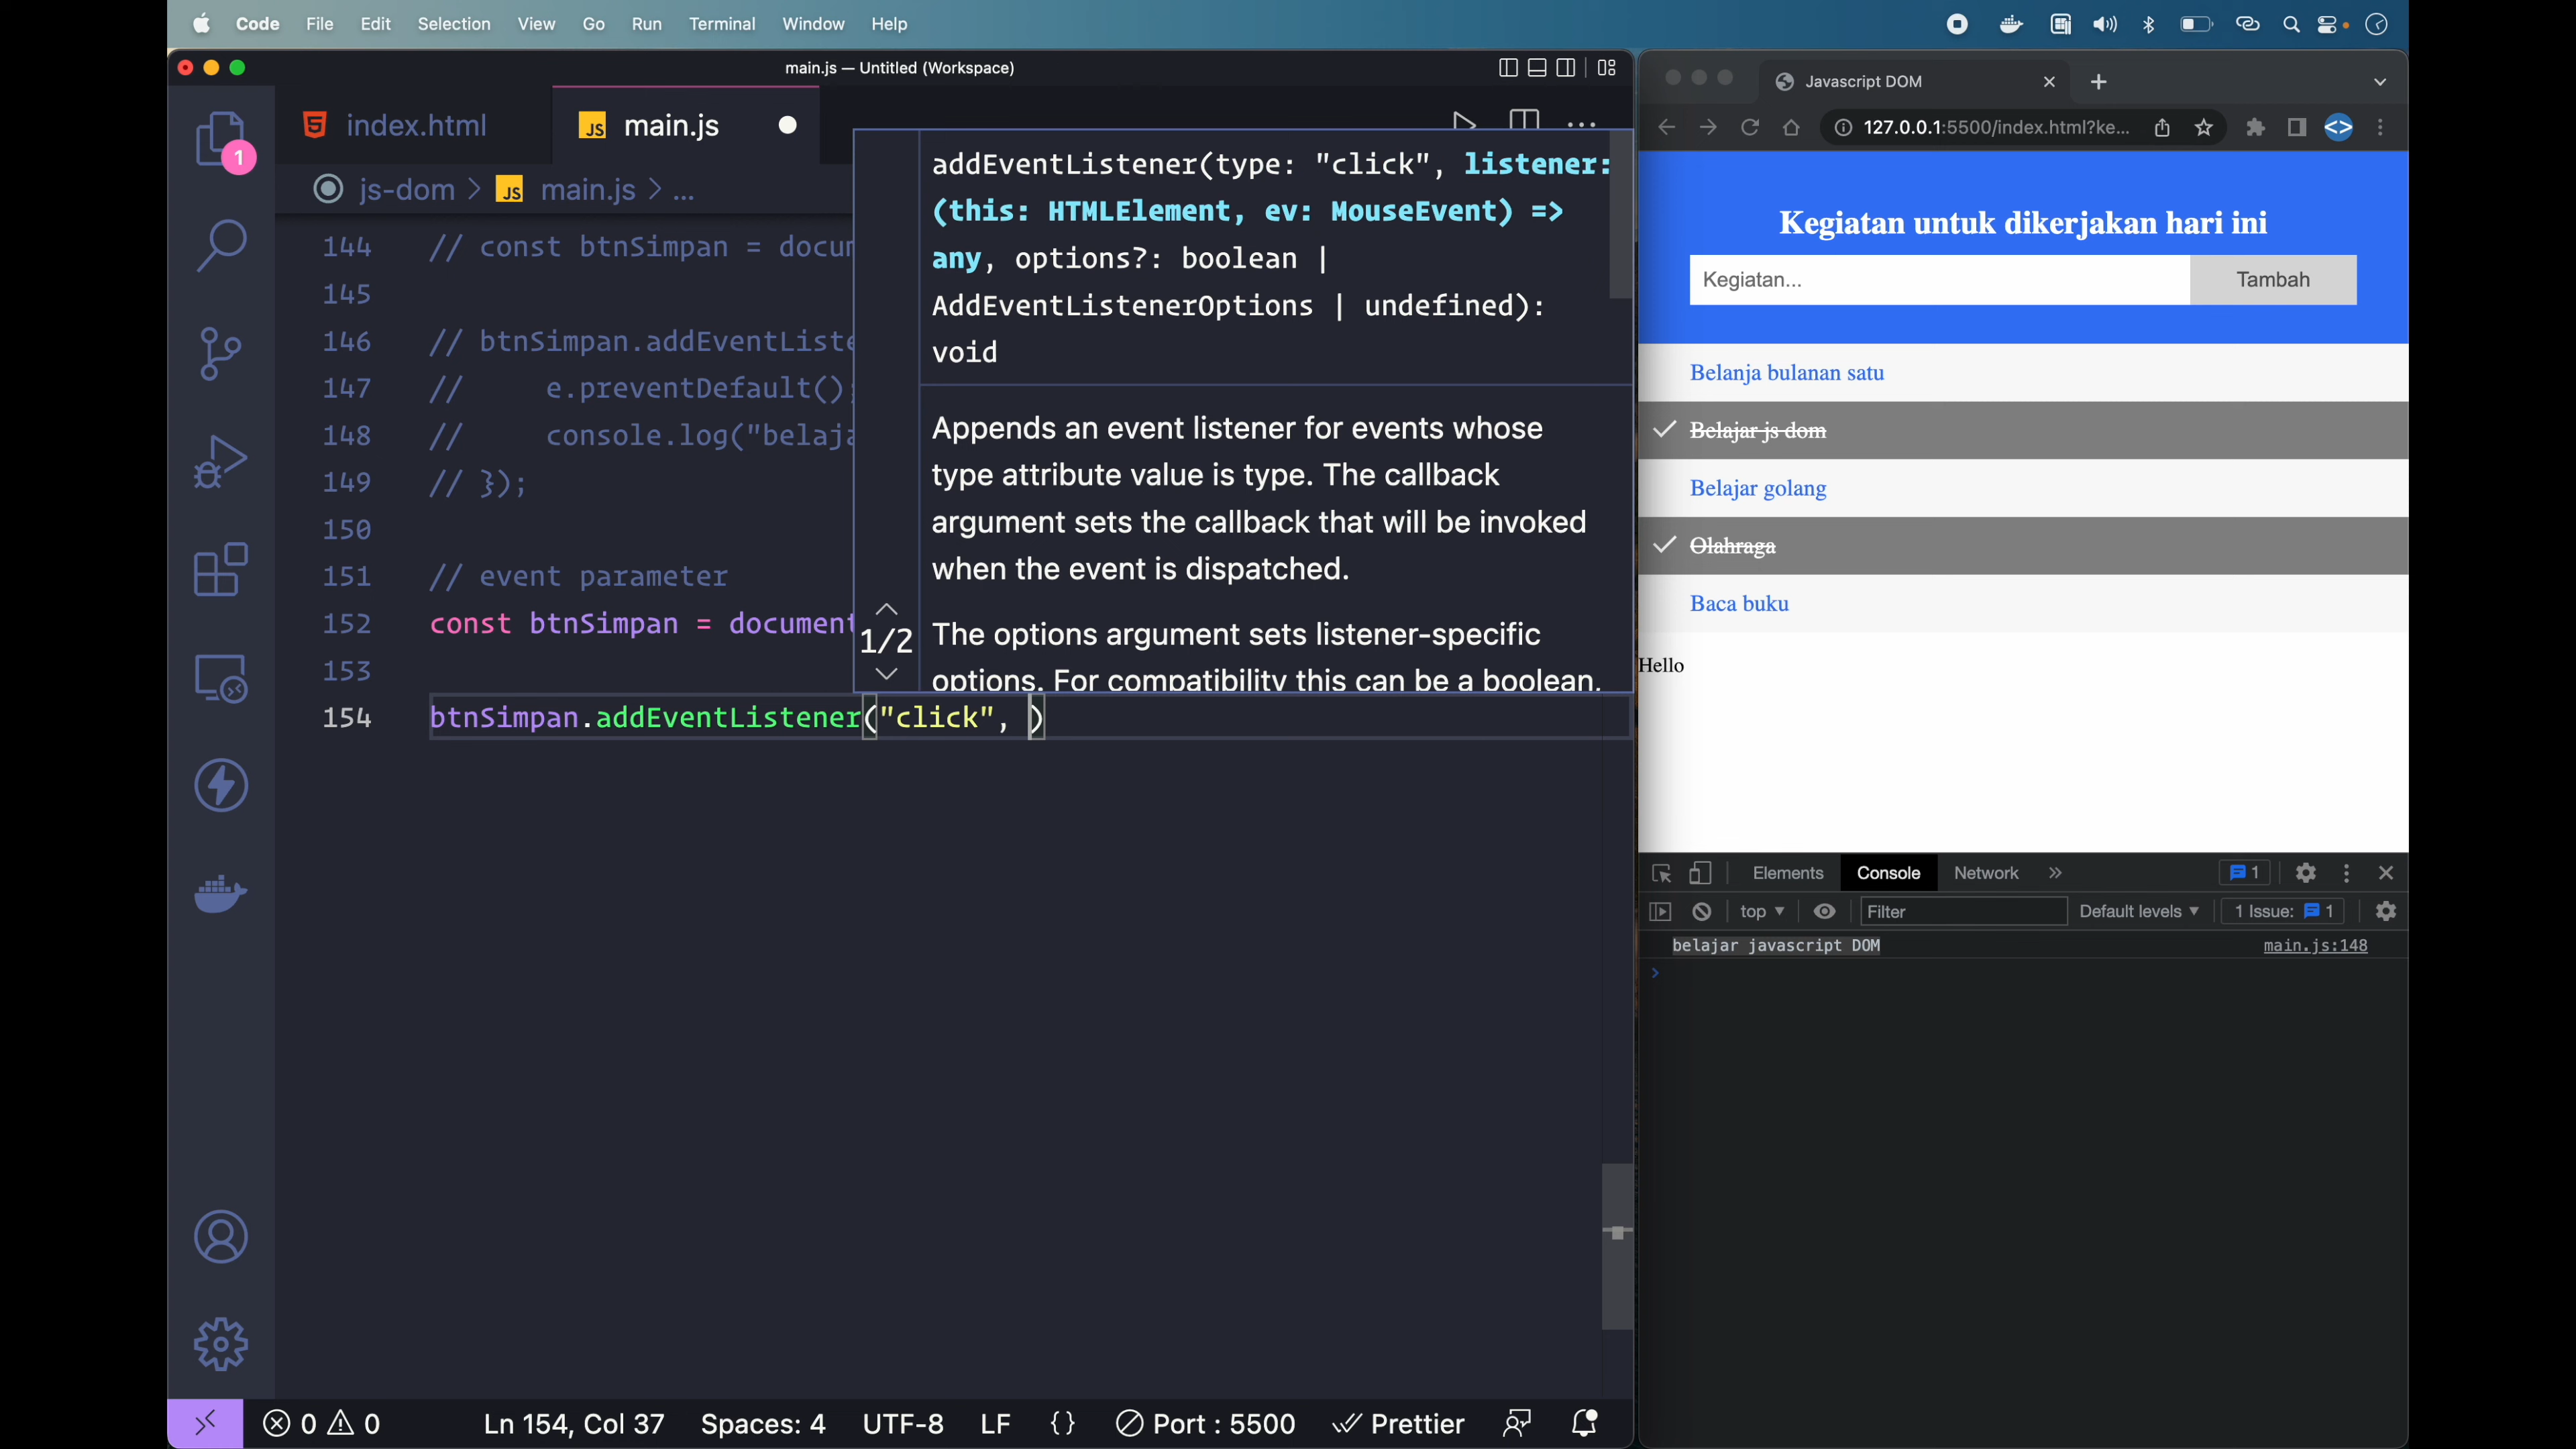 Code File Edit Selection View Go Run Terminal Window Help
main.js — Untitled (Workspace)
index.html
JS main.js
1
js-dom > JS main.js > ...
144 // const btnSimpan = docum
145
146 // btnSimpan.addEventListe
147 // e.preventDefault();
148 // console.log("belaja
149 // });
150
151 // event parameter
152 const btnSimpan = document
153
154 btnSimpan.addEventListener("click", )
addEventListener(type: "click", listener:
(this: HTMLElement, ev: MouseEvent) =>
any, options?: boolean |
AddEventListenerOptions | undefined):
void
Appends an event listener for events whose
type attribute value is type. The callback
argument sets the callback that will be invoked
when the event is dispatched.
1/2
The options argument sets listener-specific
options. For compatibility this can be a boolean,
0 0 Ln 154, Col 37 Spaces: 4 UTF-8 LF {} Port : 5500 Prettier
Javascript DOM
127.0.0.1:5500/index.html?ke...
Kegiatan untuk dikerjakan hari ini
Kegiatan... Tambah
Belanja bulanan satu
Belajar js dom
Belajar golang
Olahraga
Baca buku
Hello
Elements Console Network » 1
top Filter Default levels 1 Issue: 1
belajar javascript DOM main.js:148
>